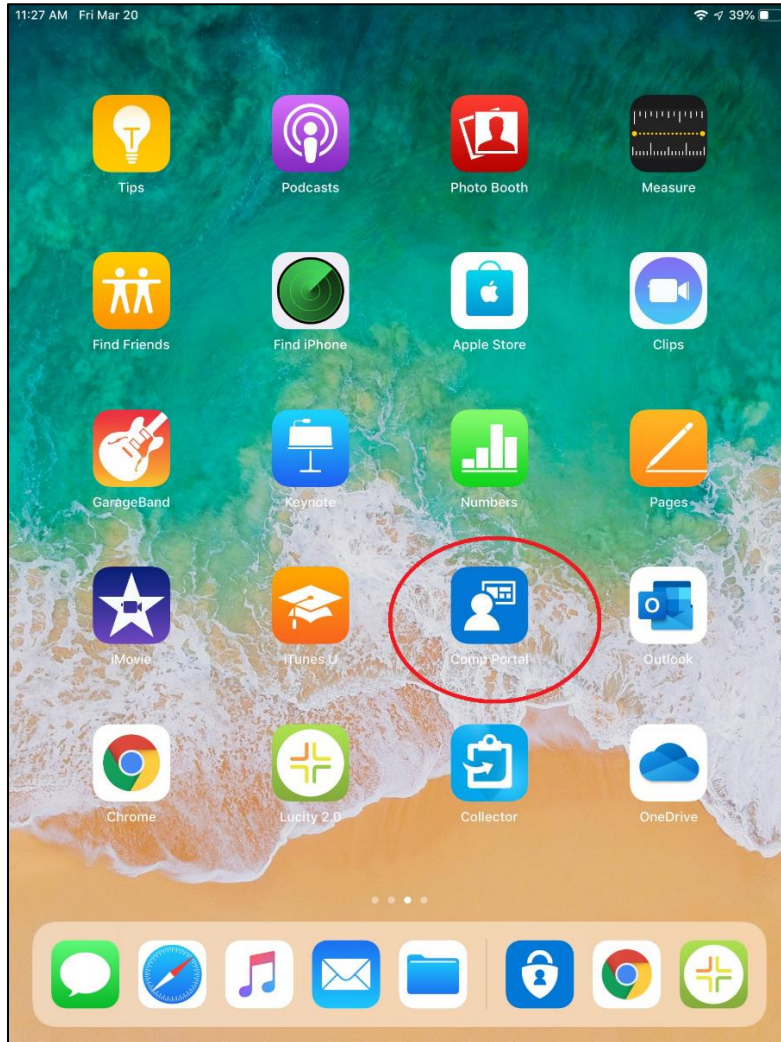 11:27 AM Fri Mar 20 39%
Tips Podcasts Photo Booth Measure
Find Friends Find iPhone Apple Store Clips
GarageBand Keynote Numbers Pages
iMovie iTunes U Comp Portal Outlook
Chrome Lucity 2.0 Collector OneDrive